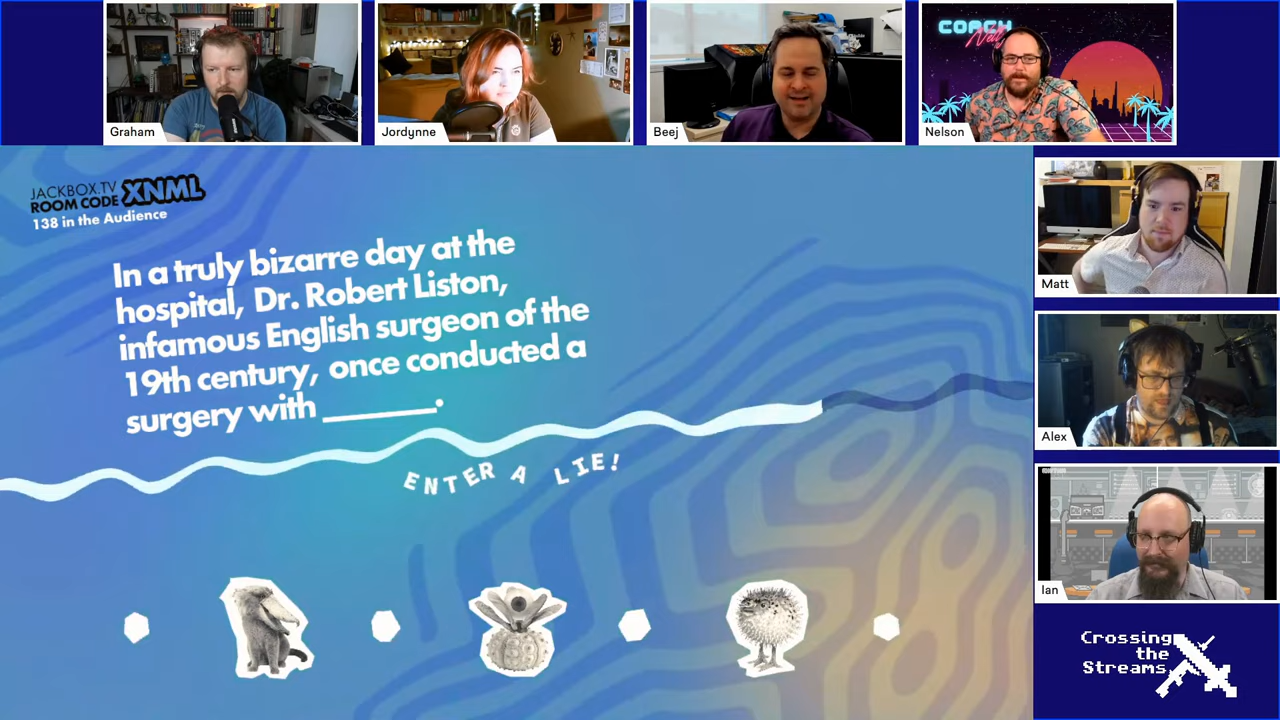 COACH
Nelly
Graham
Jordynne
Beej
Nelson
JACKBOX.TV
ROOM CODE XNML
138 in the Audience
In a truly bizarre day at the
hospital, Dr. Robert Liston,
infamous English surgeon of the
19th century, once conducted a
surgery with ________.
ENTER A LIE!
Matt
Alex
Ian
Crossing
the
Streams